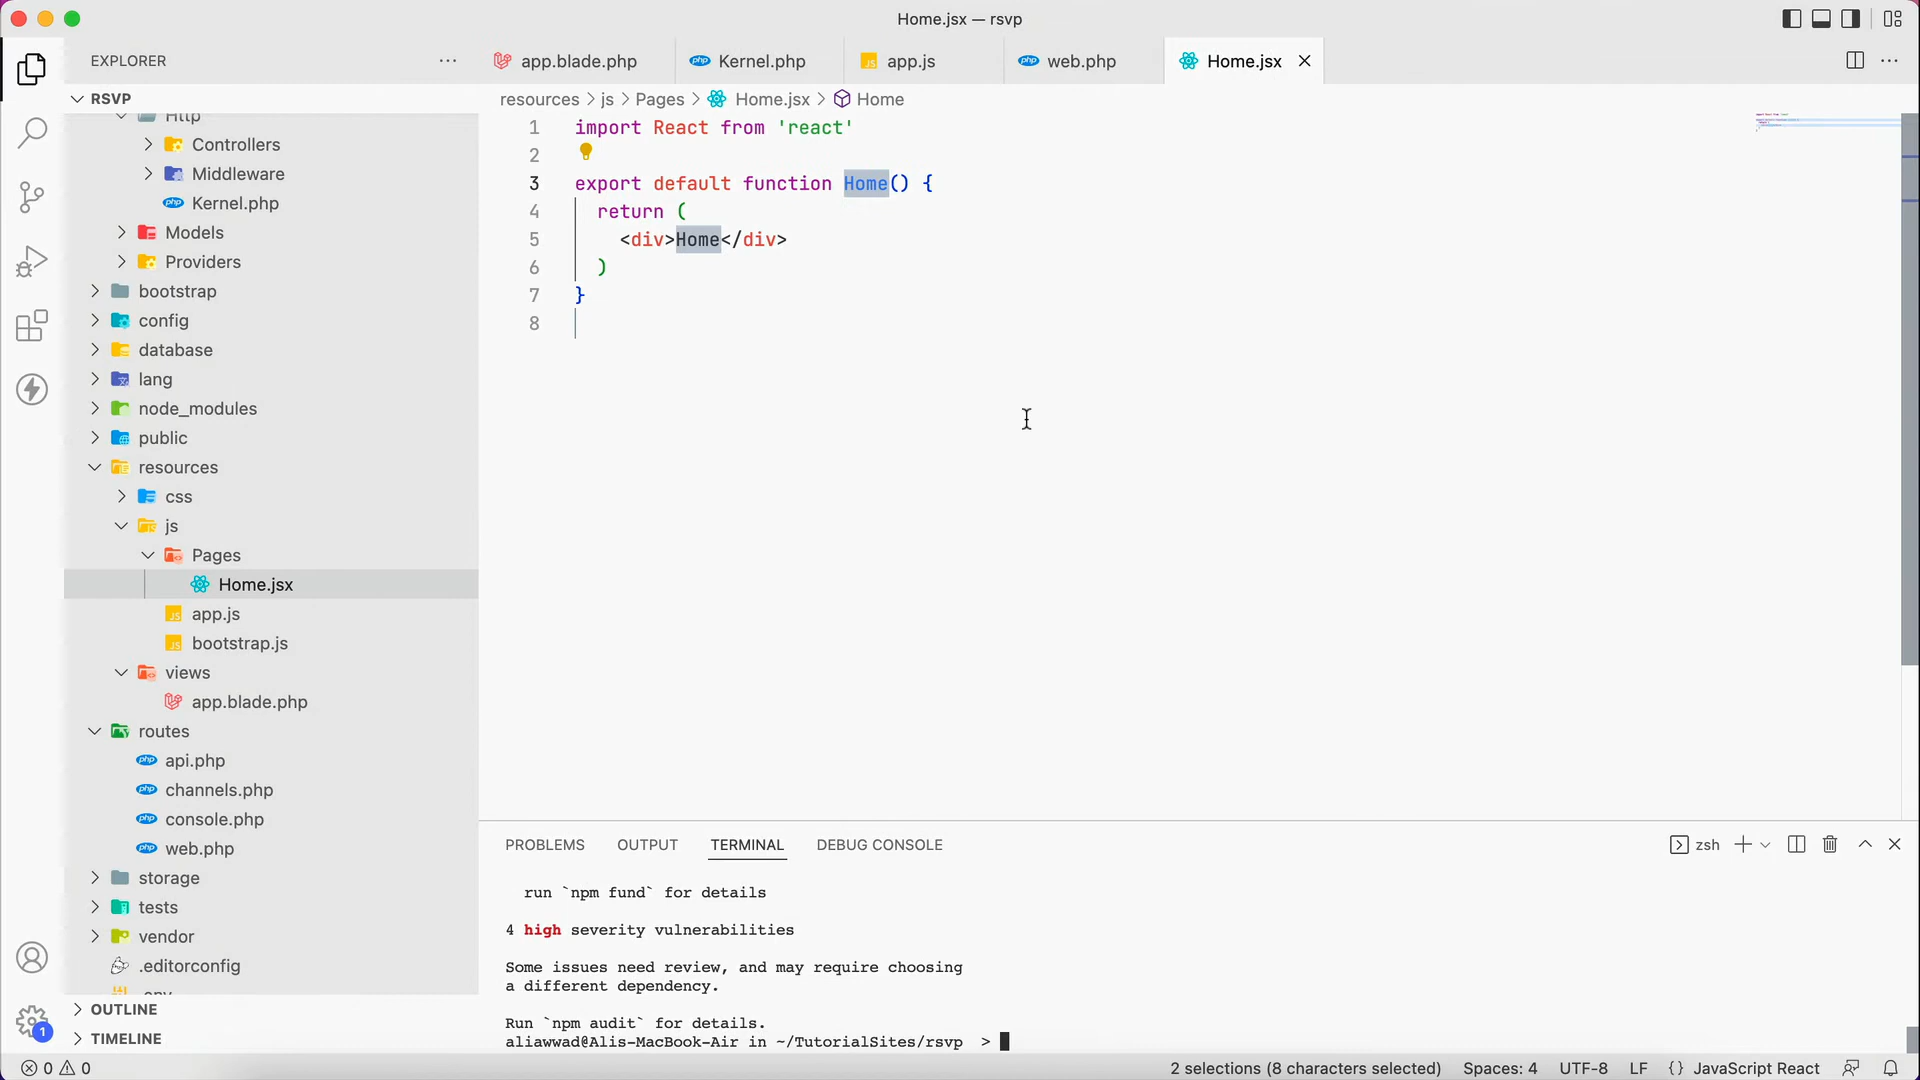 Home.jsx — rsvp
EXPLORER
app.blade.php
Kernel.php
app.js
web.php
Home.jsx
RSVP
resources > js > Pages > Home.jsx > Home
Http
Controllers
Middleware
Kernel.php
Models
Providers
bootstrap
config
database
lang
node_modules
public
resources
css
js
Pages
Home.jsx
app.js
bootstrap.js
views
app.blade.php
routes
api.php
channels.php
console.php
web.php
storage
tests
vendor
.editorconfig
.env
OUTLINE
TIMELINE
1 import React from 'react'
2
3 export default function Home() {
4 return (
5 <div>Home</div>
6 )
7 }
8
PROBLEMS OUTPUT TERMINAL DEBUG CONSOLE
zsh
run `npm fund` for details
4 high severity vulnerabilities
Some issues need review, and may require choosing
a different dependency.
Run `npm audit` for details.
aliawwad@Alis-MacBook-Air in ~/TutorialSites/rsvp >
1
0 0
2 selections (8 characters selected) Spaces: 4 UTF-8 LF {} JavaScript React